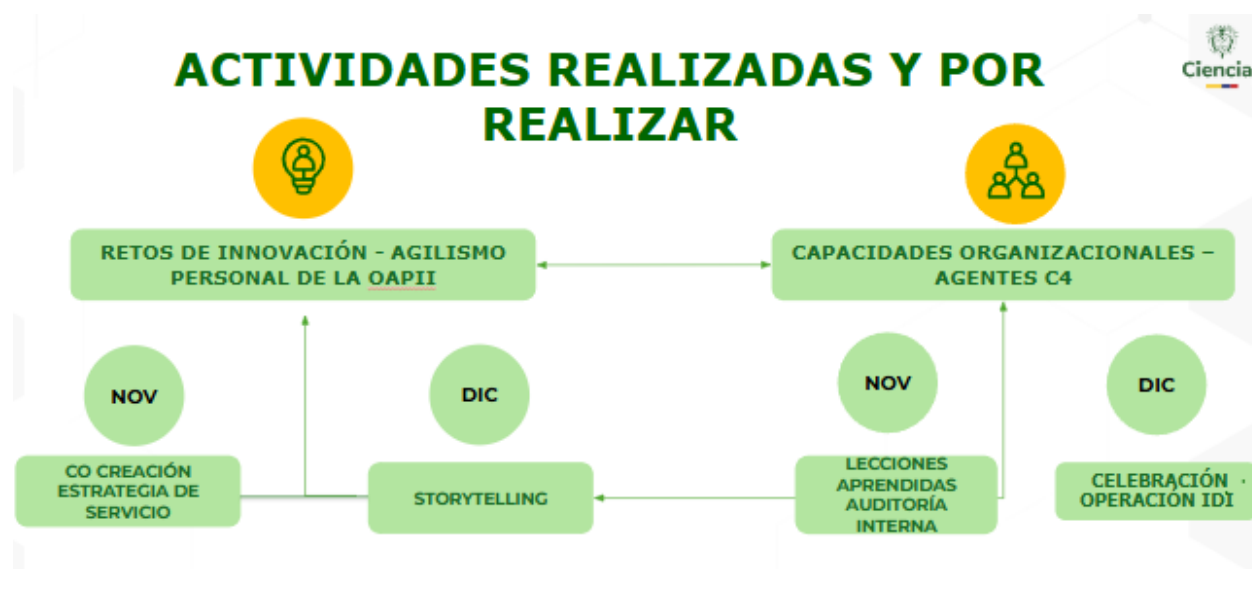 ACTIVIDADES REALIZADAS Y POR
REALIZAR
Ciencia
RETOS DE INNOVACIÓN - AGILISMO
PERSONAL DE LA OAPII
CAPACIDADES ORGANIZACIONALES –
AGENTES C4
NOV
DIC
NOV
DIC
CO CREACIÓN
ESTRATEGIA DE
SERVICIO
STORYTELLING
LECCIONES
APRENDIDAS
AUDITORÍA
INTERNA
CELEBRACIÓN ·
OPERACIÓN IDI